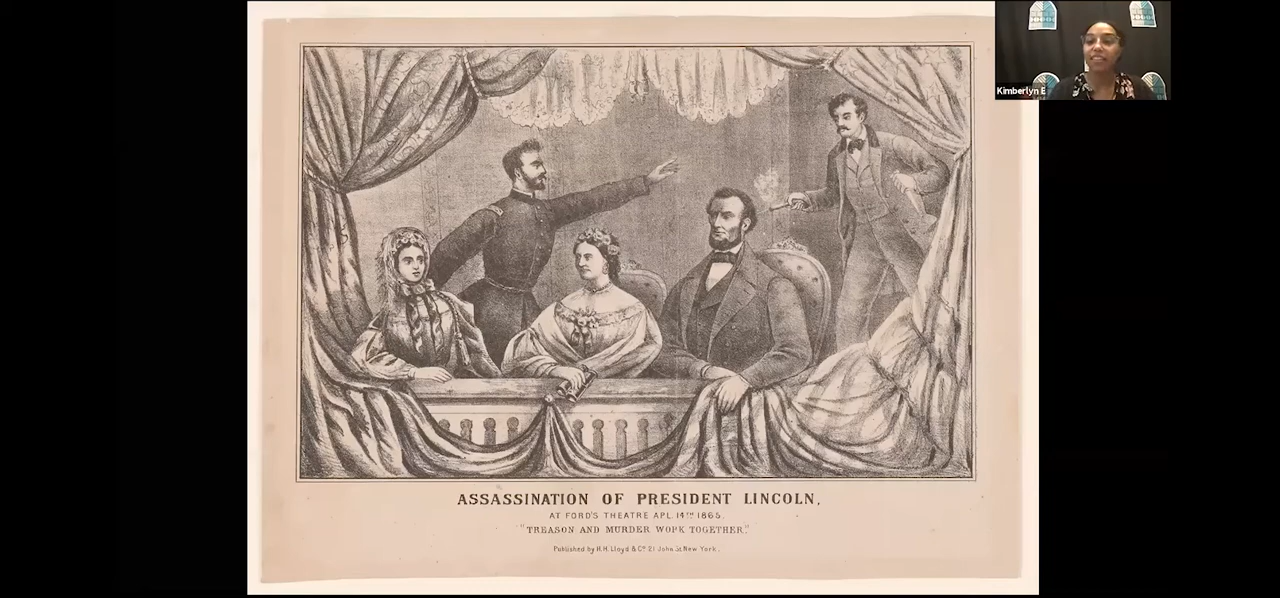 Kimberlyn E
ASSASSINATION OF PRESIDENT LINCOLN,
AT FORD'S THEATRE APL. 14TH 1865.
"TREASON AND MURDER WORK TOGETHER."
Published by H.H. Lloyd & Co. 21 John St. New York.